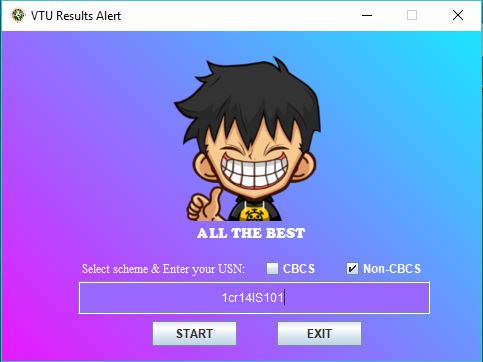 VTU Results Alert
ALL THE BEST
Select scheme & Enter your USN: CBCS Non-CBCS
1cr14IS101
START EXIT